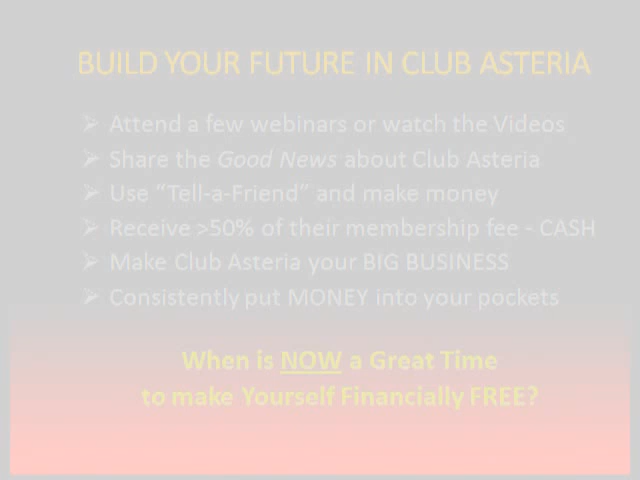 BUILD YOUR FUTURE IN CLUB ASTERIA
➢ Attend a few webinars or watch the Videos
➢ Share the Good News about Club Asteria
➢ Use “Tell-a-Friend” and make money
➢ Receive >50% of their membership fee - CASH
➢ Make Club Asteria your BIG BUSINESS
➢ Consistently put MONEY into your pockets
When is NOW a Great Time
to make Yourself Financially FREE?